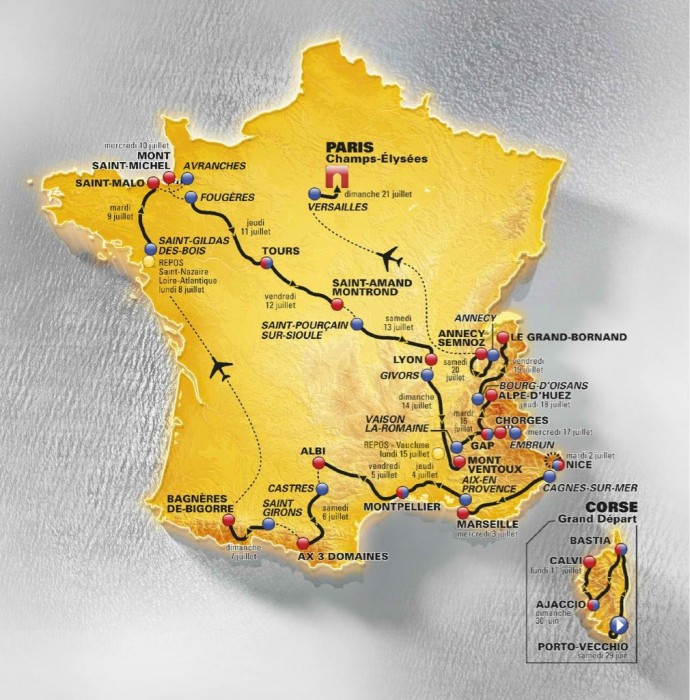 PARIS
Champs-Élysées
dimanche 21 juillet
VERSAILLES
mercredi 10 juillet
MONT
SAINT-MICHEL
AVRANCHES
SAINT-MALO
FOUGÈRES
mardi
9 juillet
jeudi
11 juillet
SAINT-GILDAS
DES-BOIS
REPOS
Saint-Nazaire
Loire-Atlantique
lundi 8 juillet
TOURS
vendredi
12 juillet
SAINT-AMAND
MONTROND
SAINT-POURÇAIN
SUR-SIOULE
samedi
13 juillet
ANNECY
ANNECY
SEMNOZ
LE GRAND-BORNAND
vendredi
19 juillet
samedi
20
juillet
LYON
GIVORS
BOURG-D'OISANS
ALPE-D'HUEZ
jeudi 18 juillet
dimanche
14 juillet
mardi
16
juillet
VAISON
LA-ROMAINE
CHORGES
mercredi 17 juillet
EMBRUN
GAP
REPOS - Vaucluse
lundi 15 juillet
MONT
VENTOUX
mardi 2 juillet
NICE
CAGNES-SUR-MER
ALBI
vendredi
5 juillet
jeudi
4 juillet
AIX-EN
PROVENCE
CASTRES
samedi
6 juillet
MONTPELLIER
MARSEILLE
mercredi 3 juillet
BAGNÈRES
DE-BIGORRE
SAINT
GIRONS
dimanche
7 juillet
AX 3 DOMAINES
CORSE
Grand Départ
BASTIA
CALVI
lundi 1
juillet
AJACCIO
dimanche
30 juin
PORTO-VECCHIO
samedi 29 juin